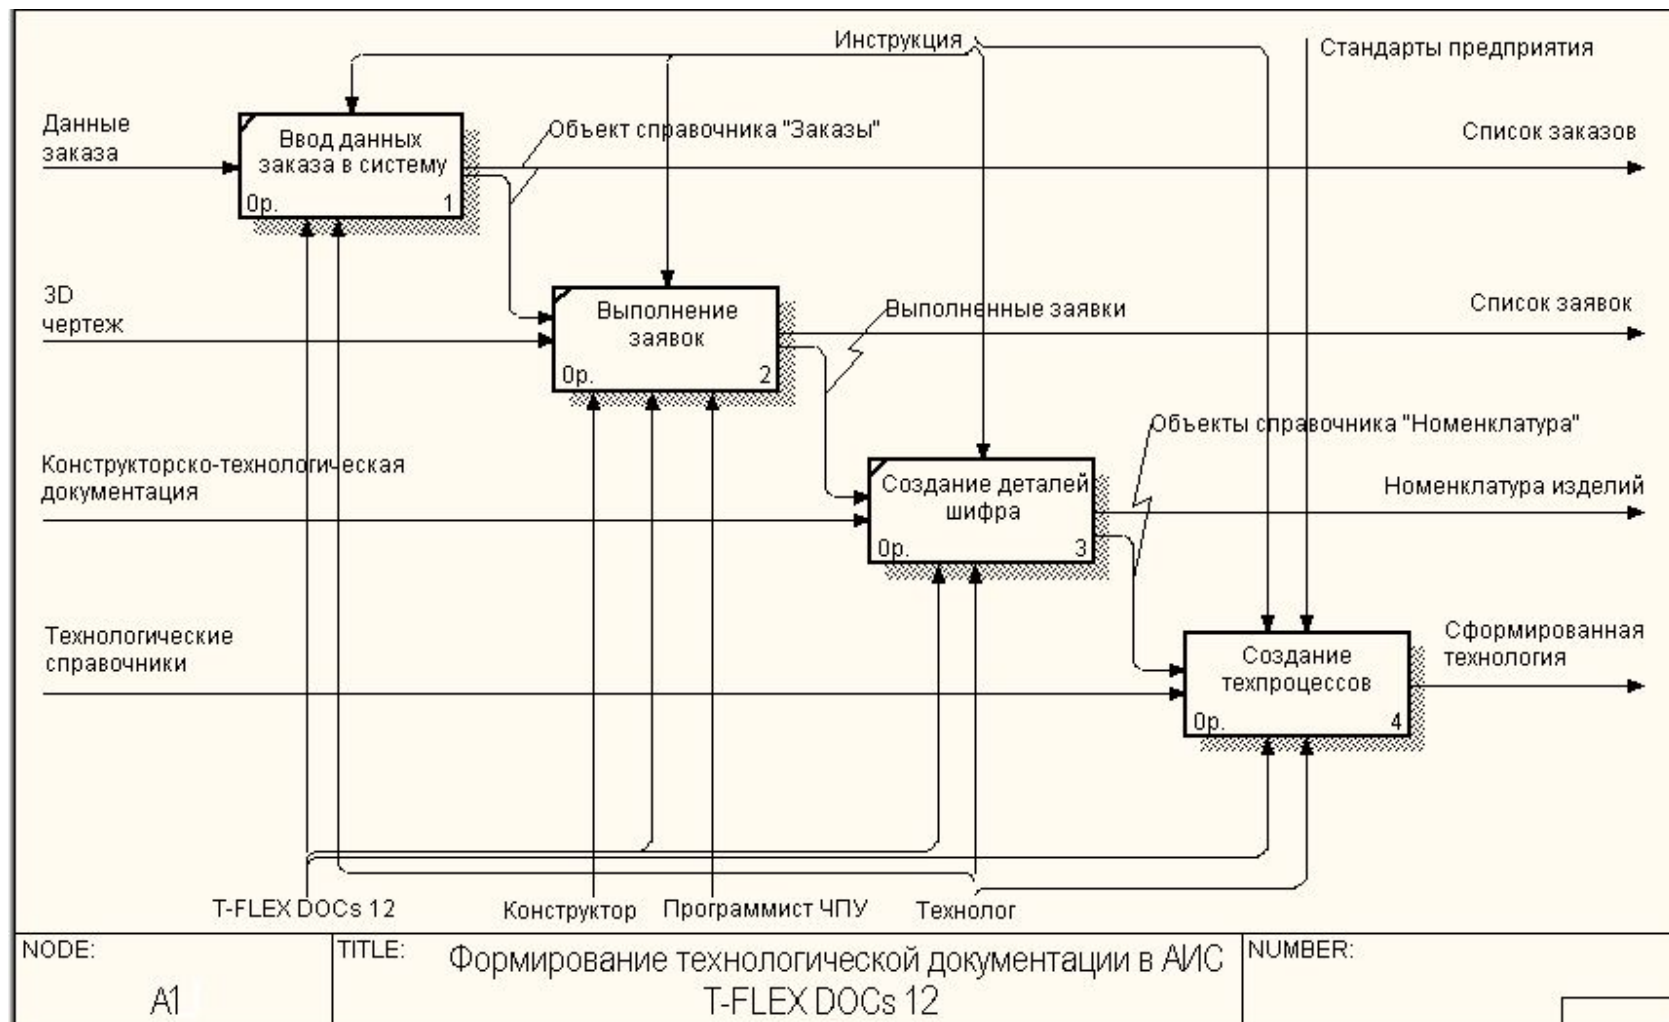 Инструкция
Стандарты предприятия
Данные
заказа
Ввод данных
заказа в систему
0р.
1
Объект справочника "Заказы"
Список заказов
3D
чертеж
Выполнение
заявок
0р.
2
Выполненные заявки
Список заявок
Конструкторско-технологическая
документация
Создание деталей
шифра
0р.
3
Объекты справочника "Номенклатура"
Номенклатура изделий
Технологические
справочники
Создание
техпроцессов
0р.
4
Сформированная
технология
T-FLEX DOCs 12
Конструктор
Программист ЧПУ
Технолог
NODE:
A1
TITLE:
Формирование технологической документации в АИС
T-FLEX DOCs 12
NUMBER: